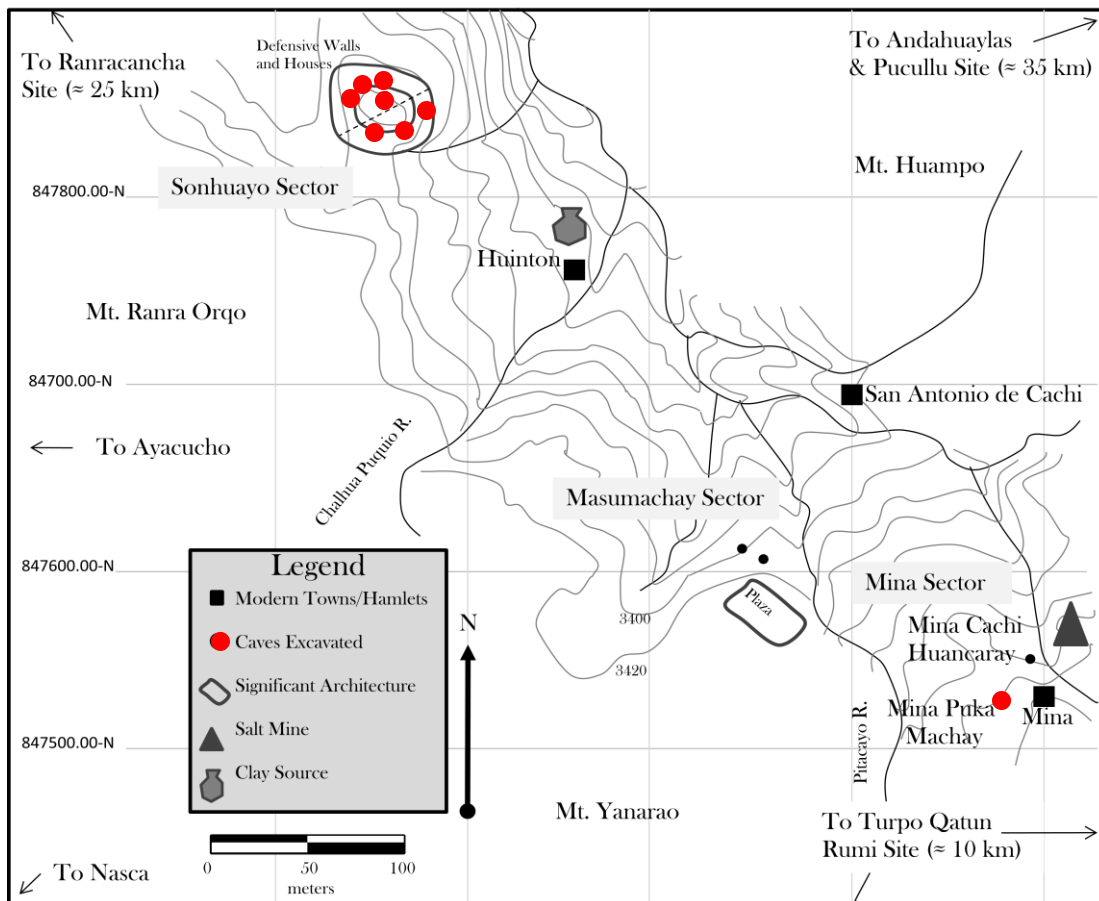 Defensive Walls
and Houses
To Ranracancha
Site (≈ 25 km)
To Andahuaylas
& Pucullu Site (≈ 35 km)
Mt. Huampo
Sonhuayo Sector
847800.00-N
Huinton
Mt. Ranra Orqo
84700.00-N
San Antonio de Cachi
To Ayacucho
Chalhua Puquio R.
Masumachay Sector
847600.00-N
Mina Sector
Plaza
3400
3420
Mina Cachi
Huancaray
Mina Puka
Machay
Mina
Pitacayo R.
847500.00-N
Legend
Modern Towns/Hamlets
Caves Excavated
Significant Architecture
Salt Mine
Clay Source
N
Mt. Yanarao
To Turpo Qatun
Rumi Site (≈ 10 km)
0 50 100
meters
To Nasca